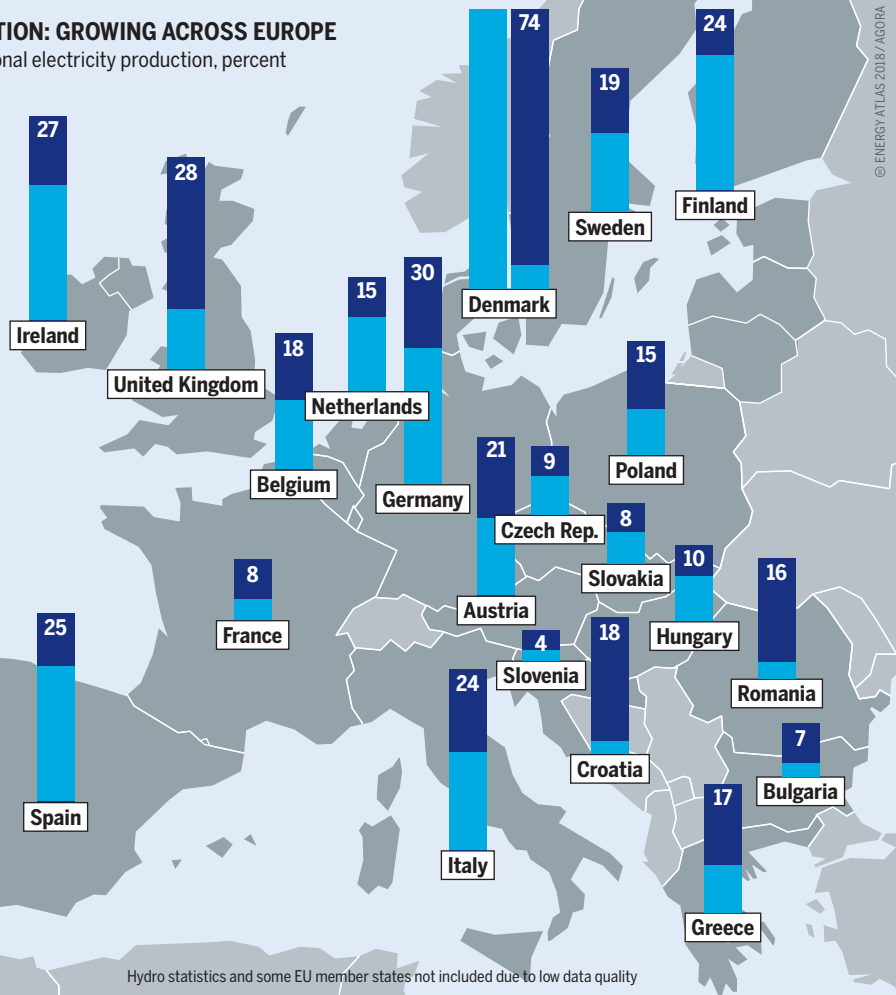 TION: GROWING ACROSS EUROPE
onal electricity production, percent
© ENERGY ATLAS 2018 / AGORA
74
24
19
27
28
Finland
Sweden
30
15
Denmark
Ireland
18
15
United Kingdom
Netherlands
21
9
Poland
Belgium
Germany
8
Czech Rep.
10
8
16
Slovakia
Austria
25
18
France
4
Hungary
Slovenia
24
Romania
7
Croatia
Bulgaria
17
Spain
Italy
Greece
Hydro statistics and some EU member states not included due to low data quality